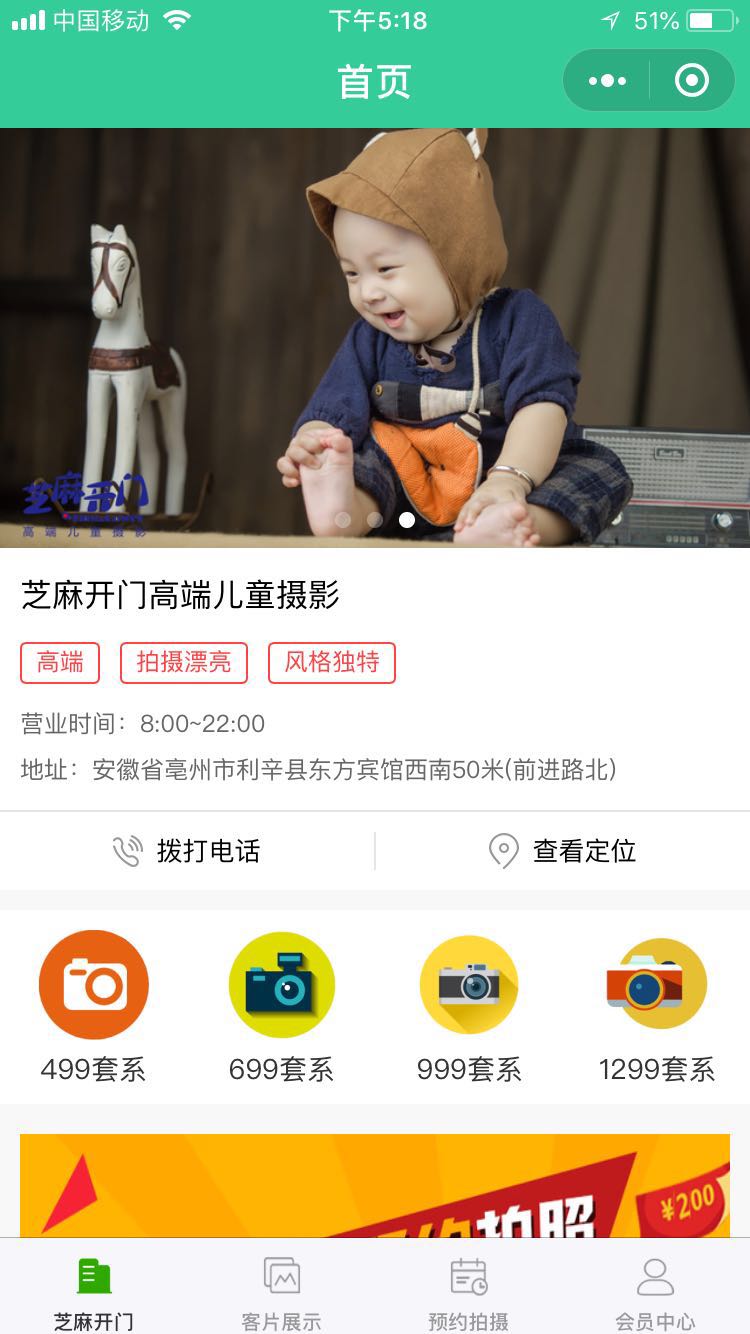 中国移动 下午5:18 51%
首页
芝麻开门
高端儿童摄影
芝麻开门高端儿童摄影
高端 拍摄漂亮 风格独特
营业时间：8:00~22:00
地址：安徽省亳州市利辛县东方宾馆西南50米(前进路北)
拨打电话 查看定位
499套系 699套系 999套系 1299套系
¥200
预约拍照
芝麻开门 客片展示 预约拍摄 会员中心